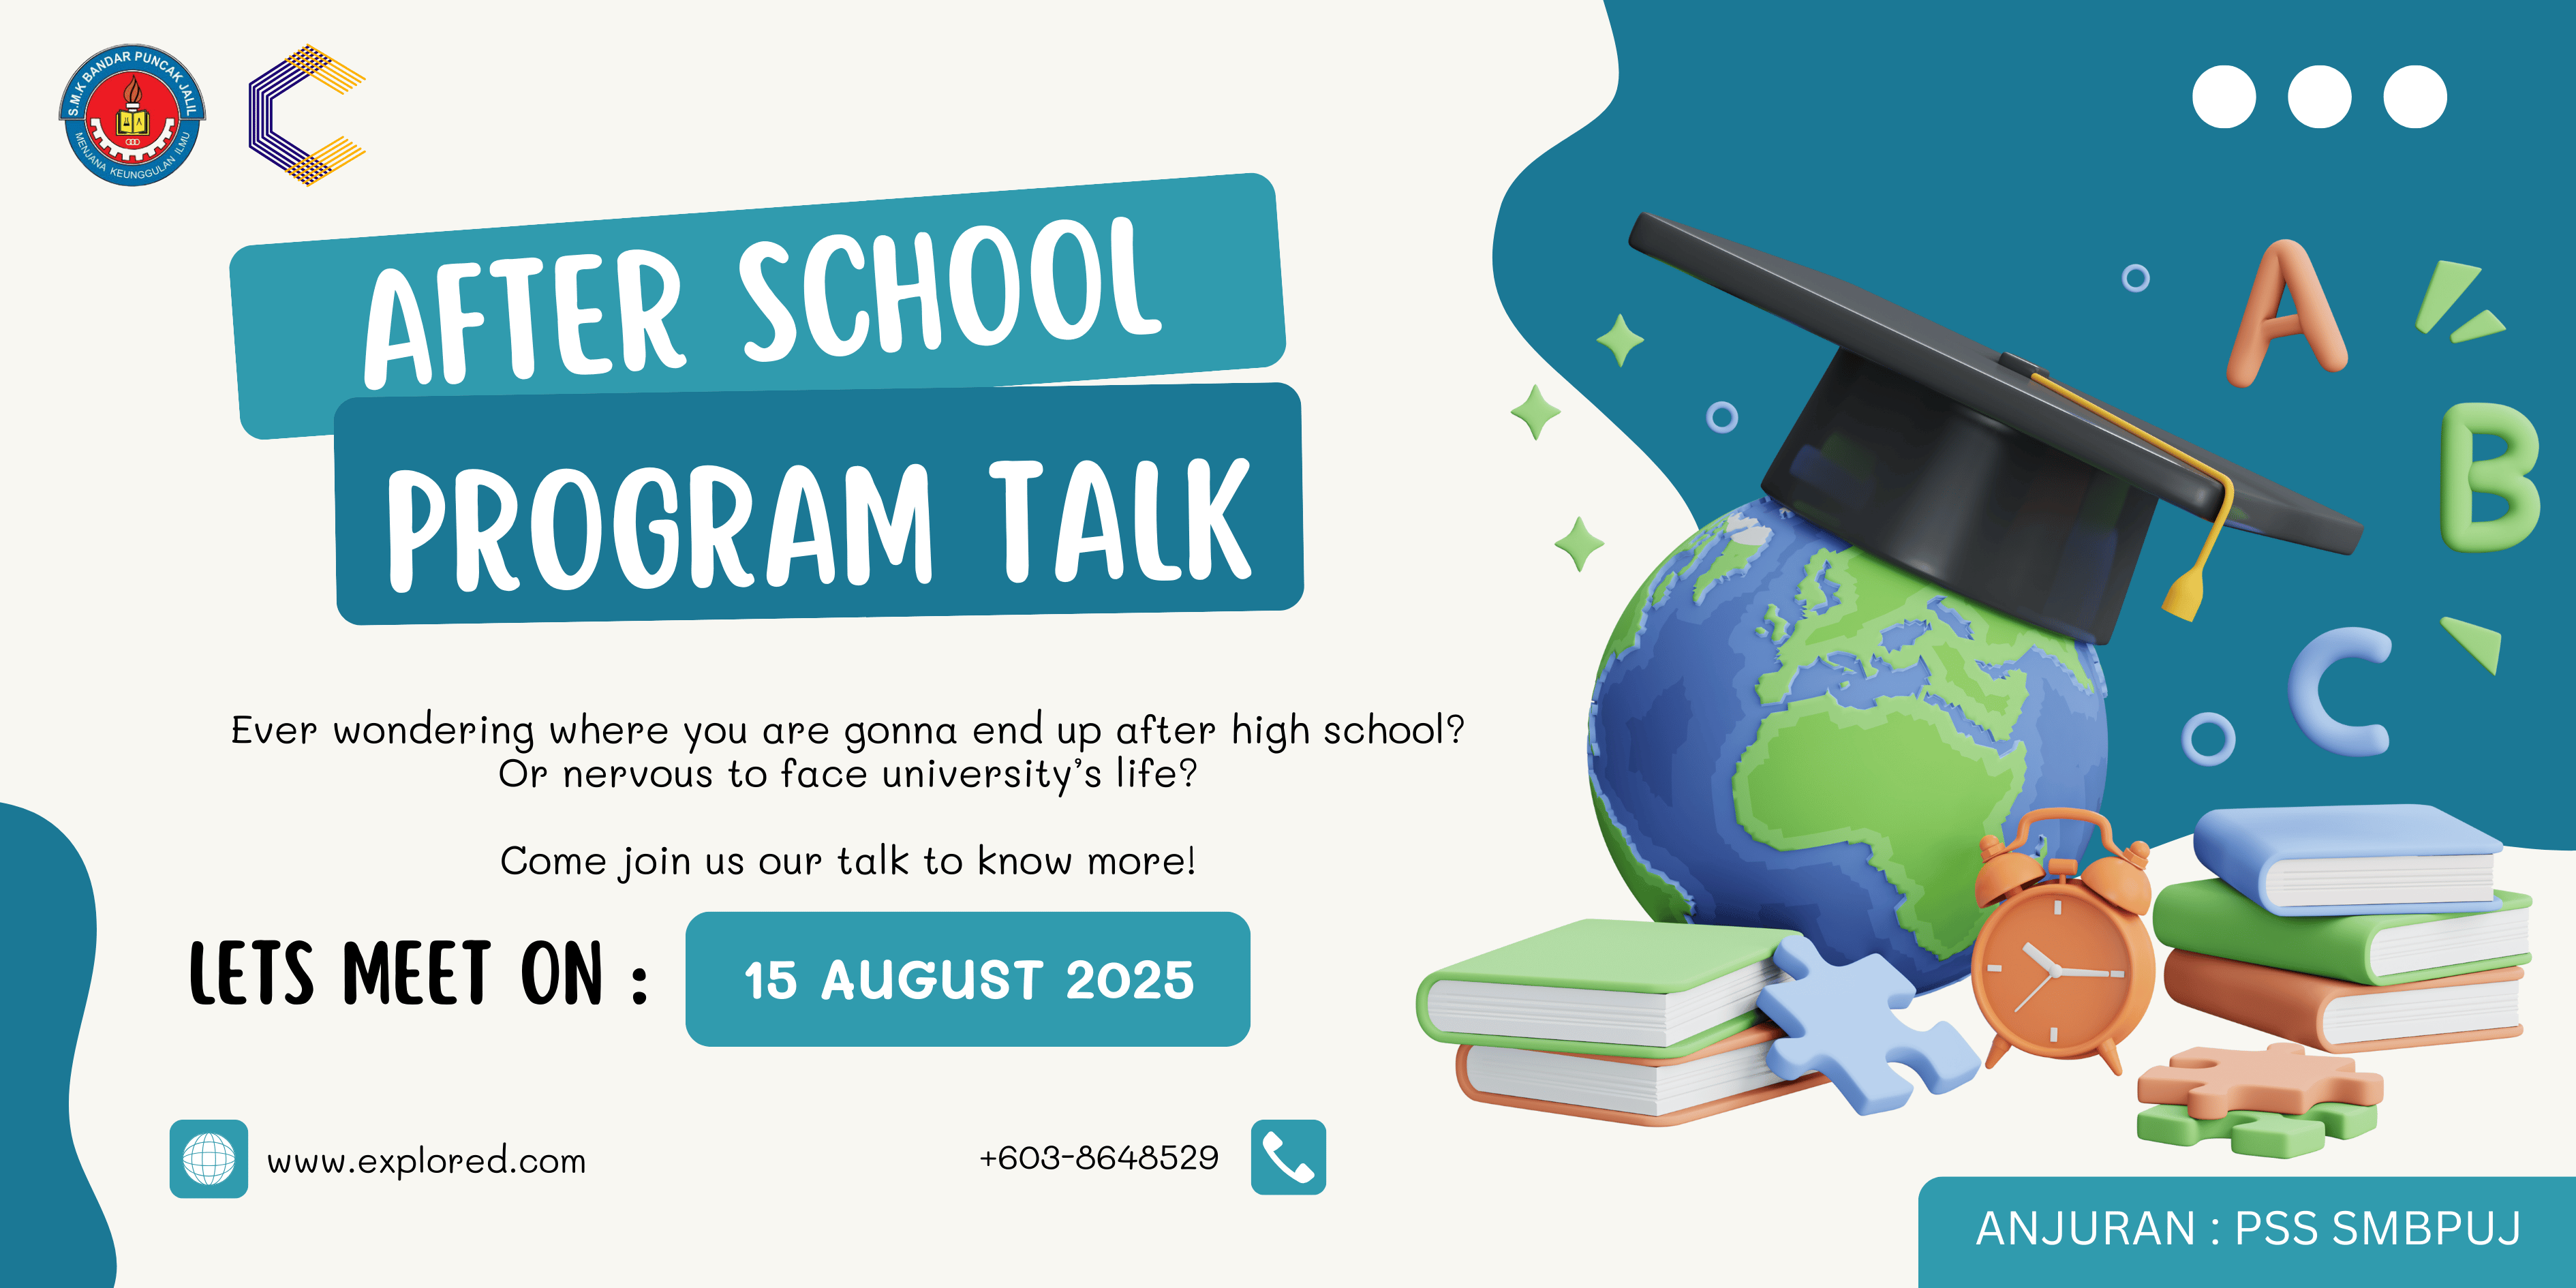 S.M.K BANDAR PUNCAK JALIL
MENJANA KEUNGGULAN ILMU
AFTER SCHOOL
PROGRAM TALK
Ever wondering where you are gonna end up after high school?
Or nervous to face university's life?
Come join us our talk to know more!
LETS MEET ON :
15 AUGUST 2025
www.explored.com
+603-8648529
A
B
C
ANJURAN : PSS SMBPUJ